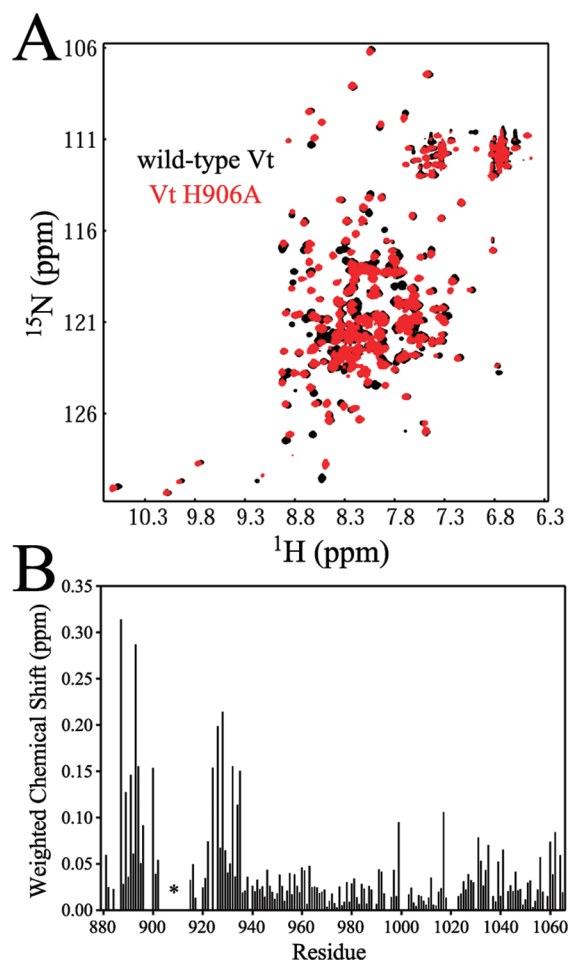 A
106
111
116
121
126
15N (ppm)
wild-type Vt
Vt H906A
10.3 9.8 9.3 8.8 8.3 7.8 7.3 6.8 6.3
1H (ppm)
B
0.35
0.30
0.25
0.20
0.15
0.10
0.05
0.00
Weighted Chemical Shift (ppm)
*
880 900 920 940 960 980 1000 1020 1040 1060
Residue